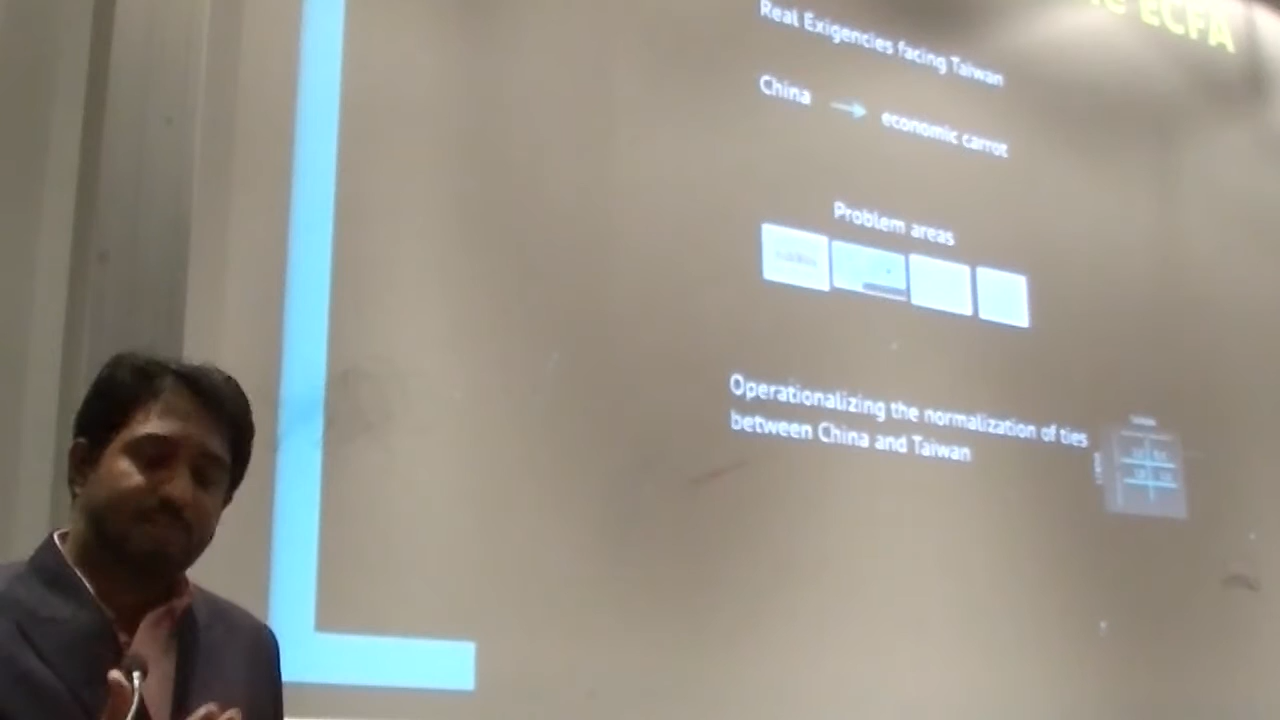 ECFA
Real Exigencies facing Taiwan
China
economic carrot
Problem areas
Operationalizing the normalization of ties
between China and Taiwan